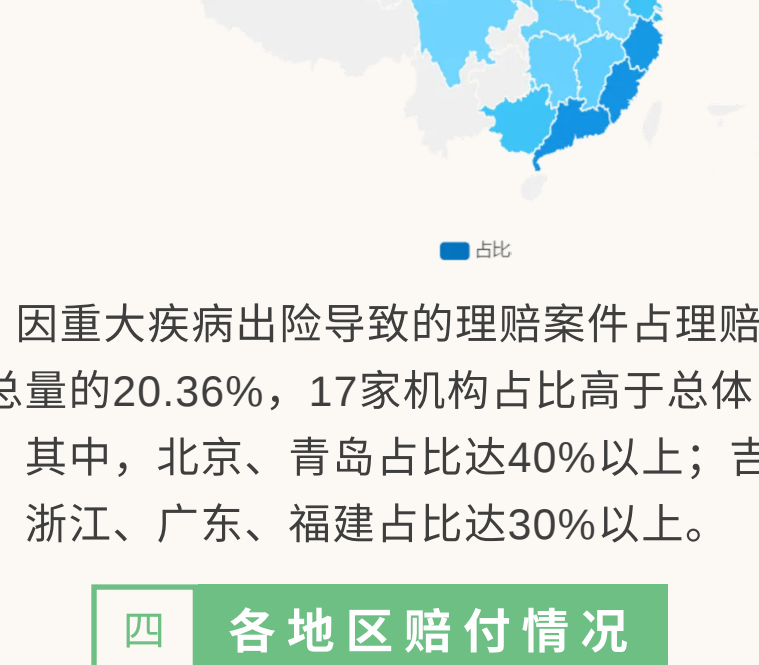 占比
因重大疾病出险导致的理赔案件占理赔
总量的20.36%，17家机构占比高于总体
其中，北京、青岛占比达40%以上；吉
浙江、广东、福建占比达30%以上。
四 各地区赔付情况